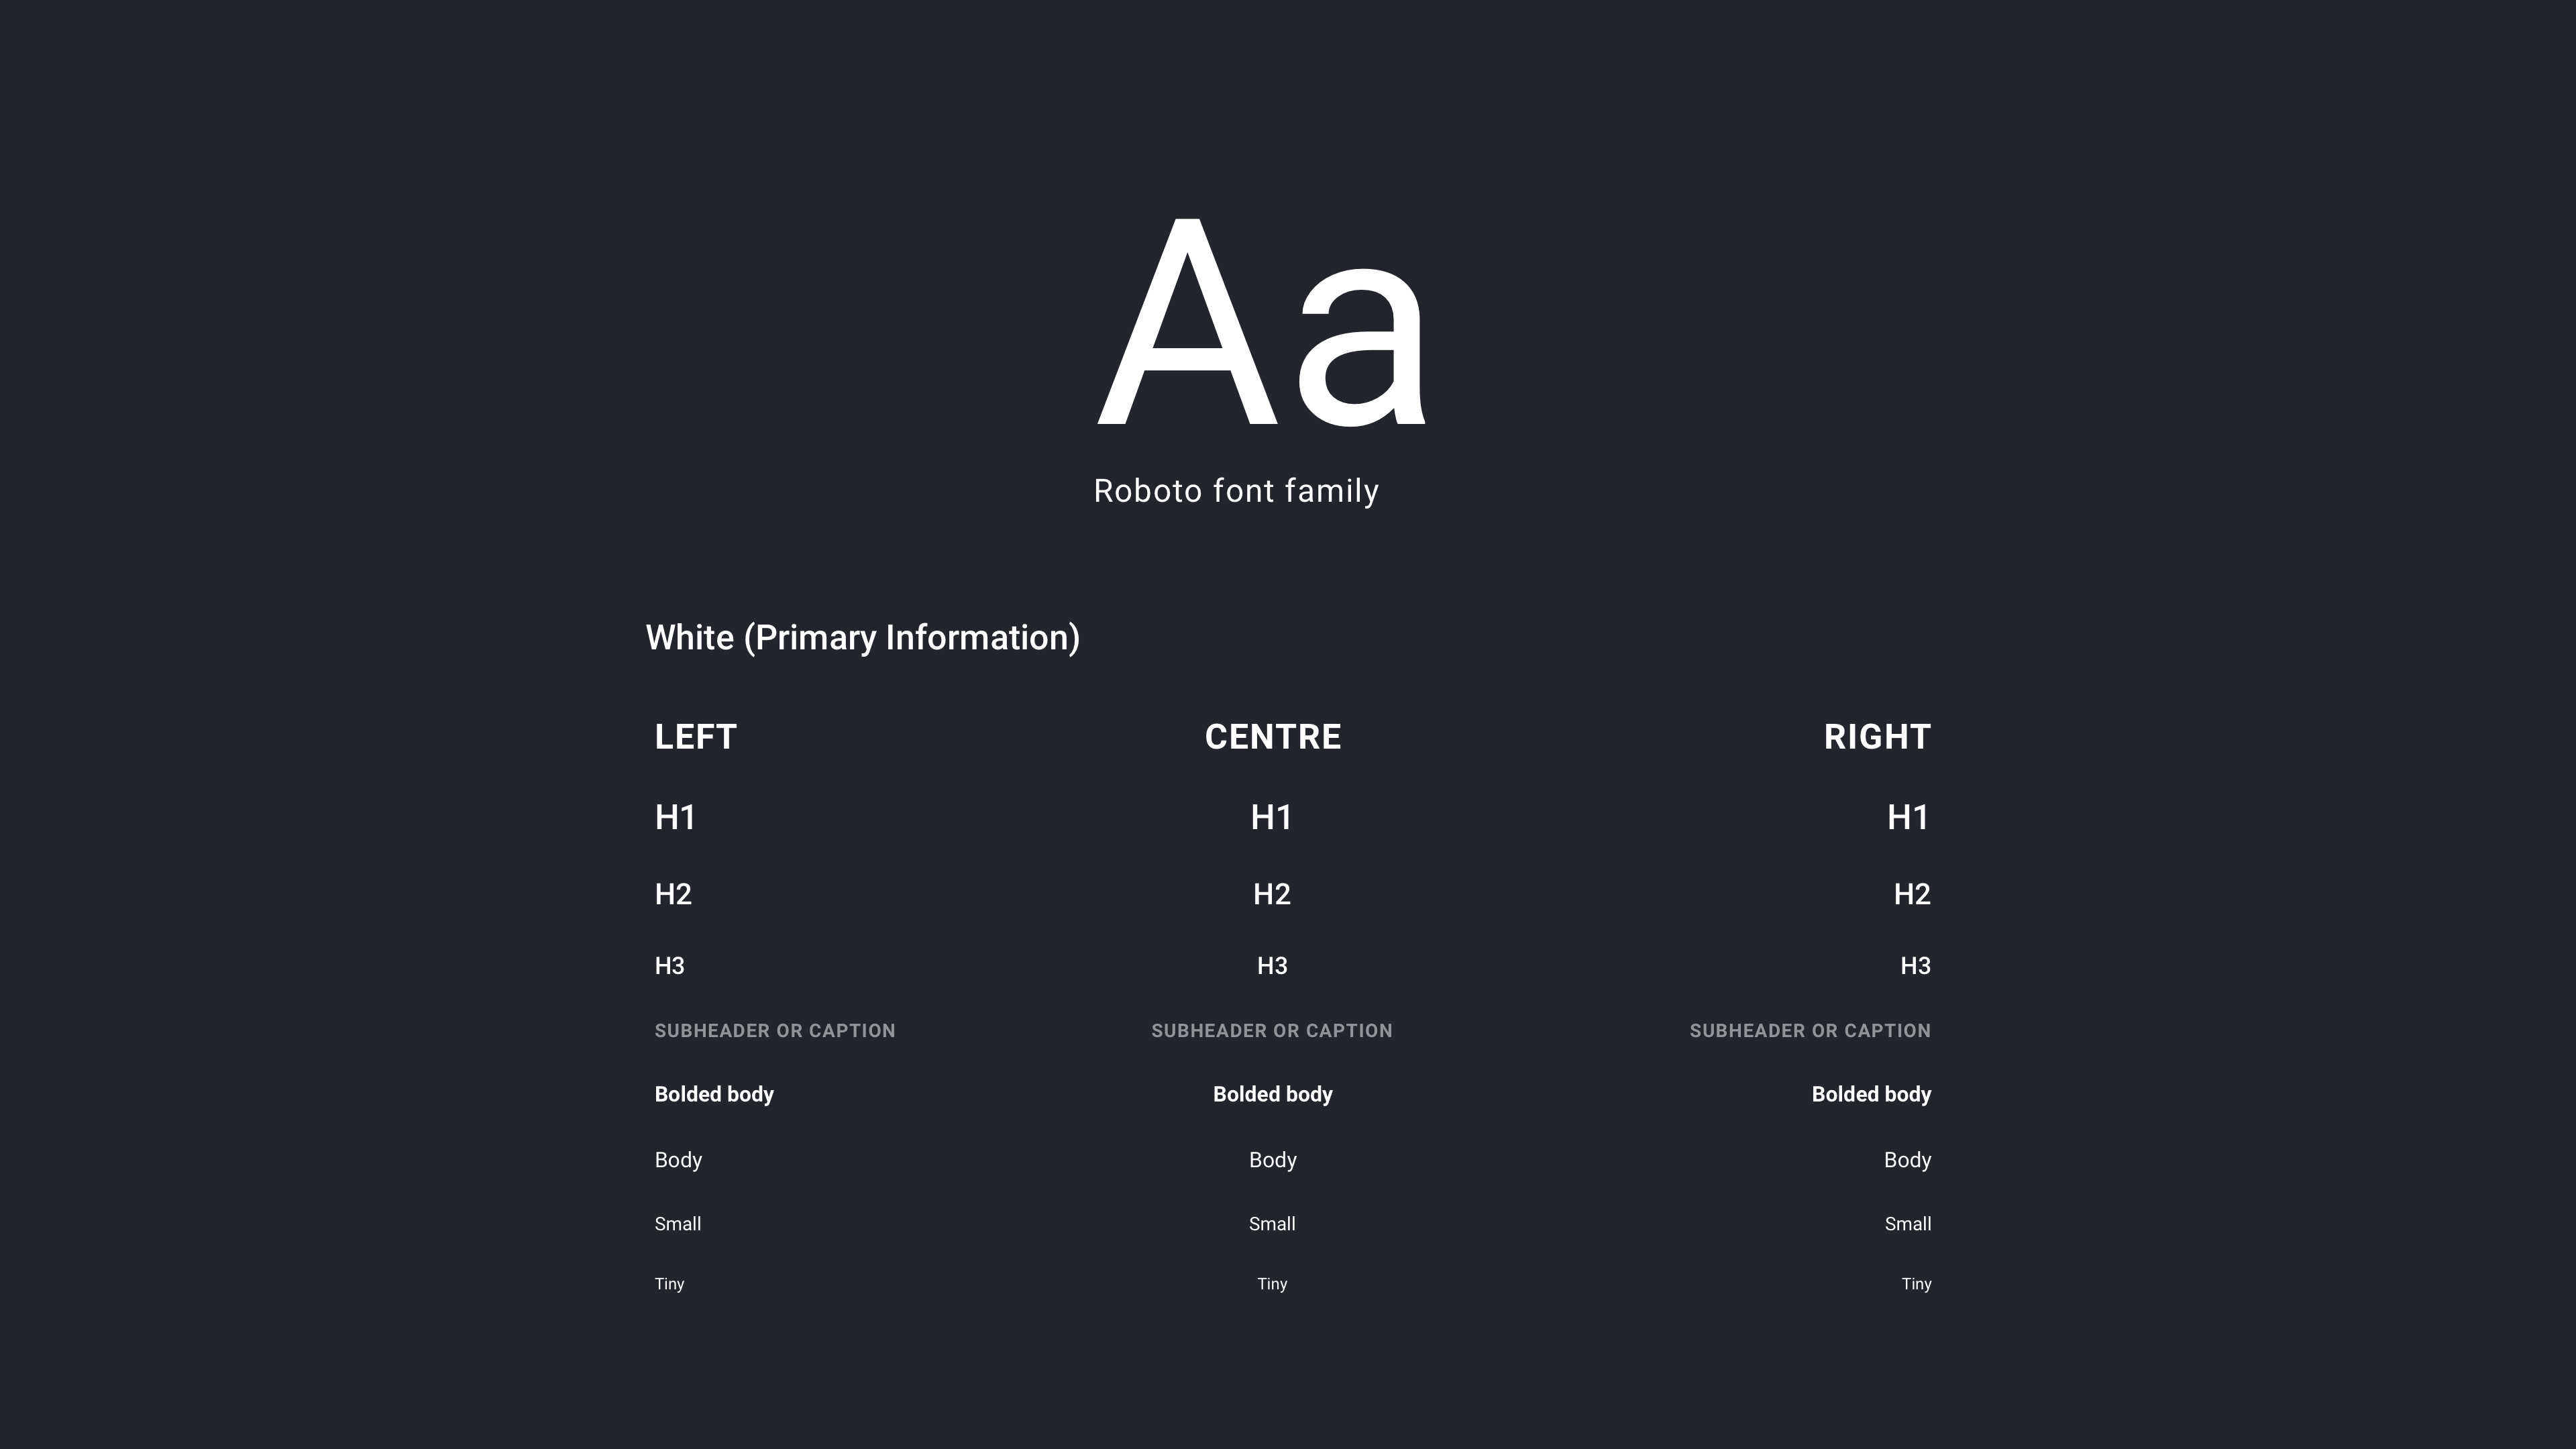 Aa
Roboto font family
White (Primary Information)
LEFT CENTRE RIGHT
H1 H1 H1
H2 H2 H2
H3 H3 H3
SUBHEADER OR CAPTION SUBHEADER OR CAPTION SUBHEADER OR CAPTION
Bolded body Bolded body Bolded body
Body Body Body
Small Small Small
Tiny Tiny Tiny